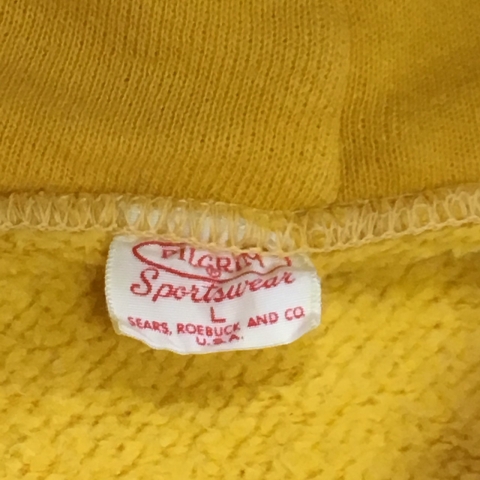 PILGRIM
Sportswear
L
SEARS, ROEBUCK AND CO.
U.S.A.